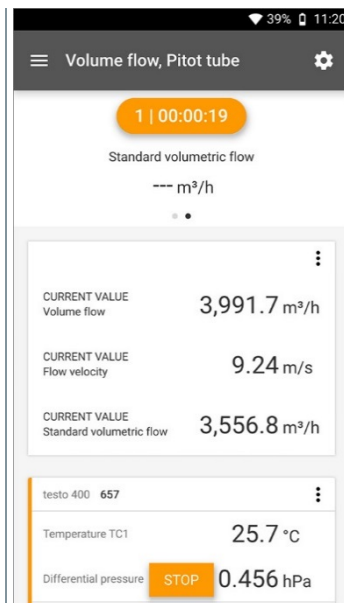 39% 11:20
Volume flow, Pitot tube
1 | 00:00:19
Standard volumetric flow
--- m³/h
CURRENT VALUE
Volume flow 3,991.7 m³/h
CURRENT VALUE
Flow velocity 9.24 m/s
CURRENT VALUE
Standard volumetric flow 3,556.8 m³/h
testo 400 657
Temperature TC1 25.7 °C
Differential pressure STOP 0.456 hPa